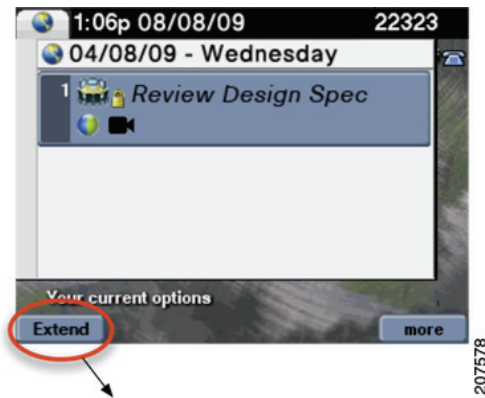 1:06p 08/08/09 22323
04/08/09 - Wednesday
1 Review Design Spec
Your current options
Extend more
207578